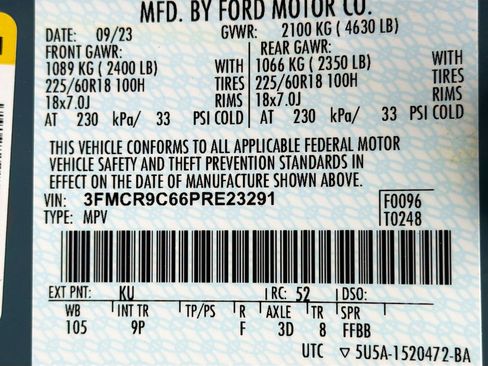 MFD. BY FORD MOTOR CO.
DATE: 09/23 GVWR: 2100 KG ( 4630 LB)
FRONT GAWR: REAR GAWR:
1089 KG ( 2400 LB) WITH 1066 KG ( 2350 LB) WITH
225/60R18 100H TIRES 225/60R18 100H TIRES
18x7.0J RIMS 18x7.0J RIMS
AT 230 kPa/ 33 PSI COLD AT 230 kPa/ 33 PSI COLD
THIS VEHICLE CONFORMS TO ALL APPLICABLE FEDERAL MOTOR
VEHICLE SAFETY AND THEFT PREVENTION STANDARDS IN
EFFECT ON THE DATE OF MANUFACTURE SHOWN ABOVE.
VIN: 3FMCR9C66PRE23291 F0096
TYPE: MPV T0248
EXT PNT: KU RC: 52 DSO:
WB INT TR TP/PS R AXLE TR SPR
105 9P F 3D 8 FFBB
UTC ▽ 5U5A-1520472-BA